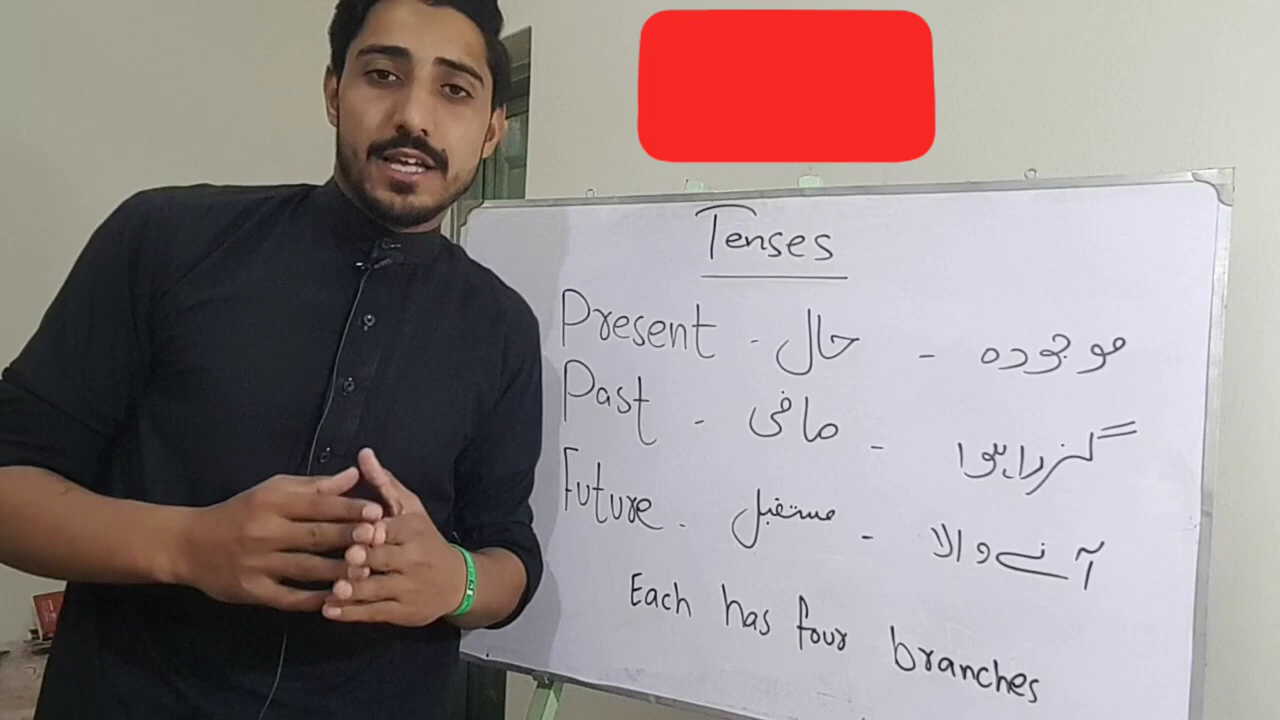 Tenses
Present - حال - موجودہ
Past - ماضی - گزرا ہوا
Future - مستقبل - آنے والا
Each has four branches